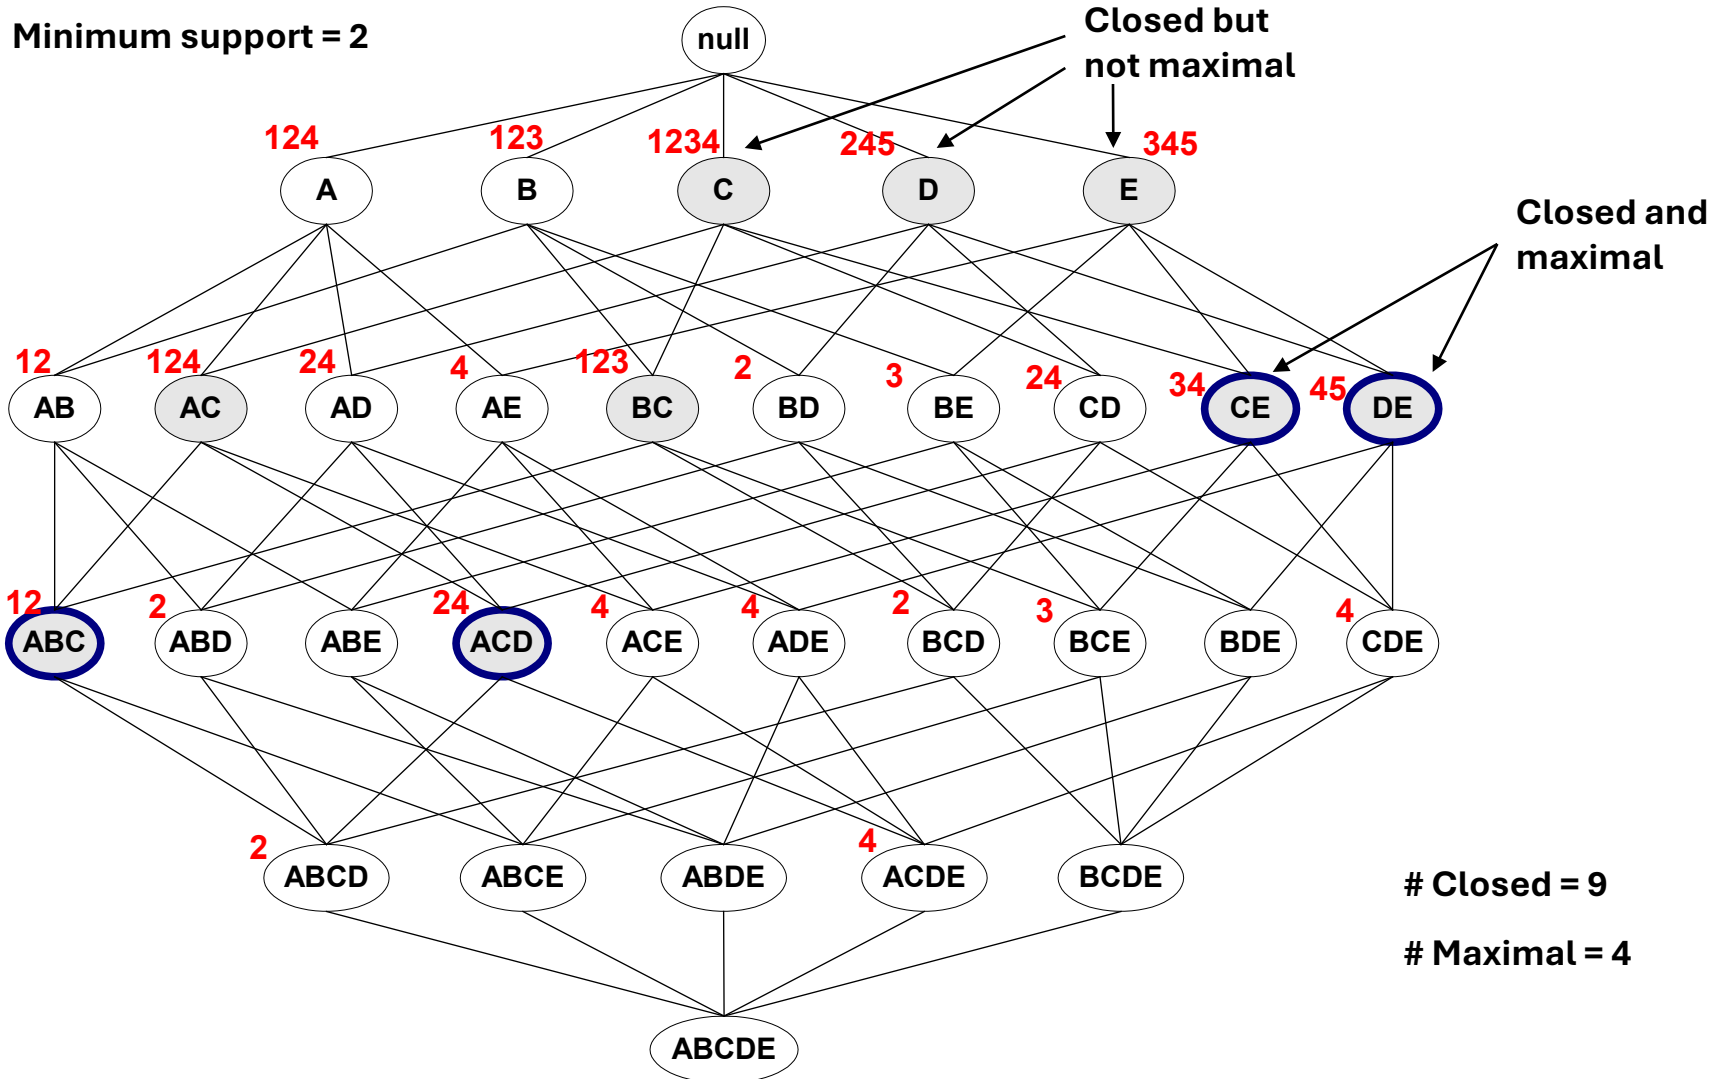 Minimum support = 2
null
Closed but
not maximal
124
123
1234
245
345
A
B
C
D
E
Closed and
maximal
12
124
24
4
123
2
3
24
34
45
AB
AC
AD
AE
BC
BD
BE
CD
CE
DE
12
2
24
4
4
2
3
4
ABC
ABD
ABE
ACD
ACE
ADE
BCD
BCE
BDE
CDE
2
4
ABCD
ABCE
ABDE
ACDE
BCDE
# Closed = 9
# Maximal = 4
ABCDE